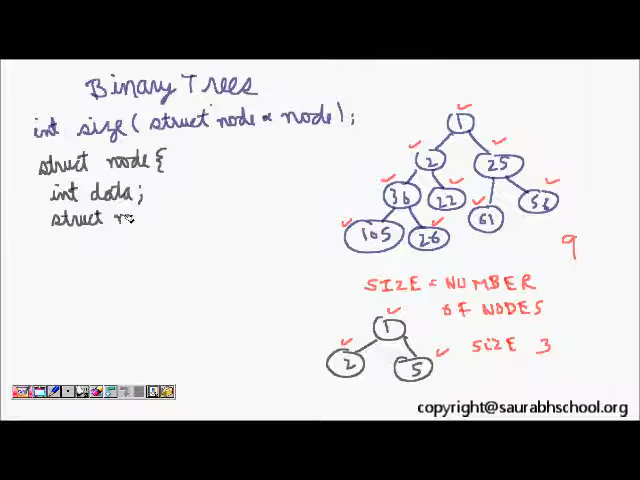 Binary Trees
int size( struct node * node);
struct node {
int data;
struct n
1
2
25
36
22
61
56
105
26
9
SIZE = NUMBER
OF NODES
1
2
5
SIZE 3
copyright@saurabhschool.org